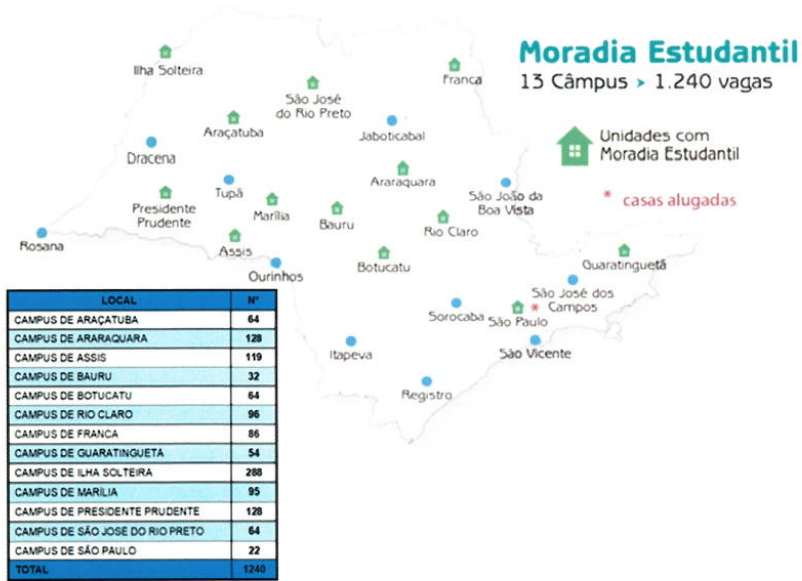 Moradia Estudantil
13 Câmpus ➤ 1.240 vagas
Unidades com
Moradia Estudantil
* casas alugadas
Ilha Solteira
São José
do Rio Preto
Franca
Araçatuba
Jaboticabal
Dracena
Araraquara
Tupã
São João da
Boa Vista
Presidente
Prudente
Marília
Bauru
Rio Claro
Rosana
Assis
Botucatu
Guaratinguetá
Ourinhos
São José dos
Campos
Sorocaba
São Paulo
*
Itapeva
São Vicente
Registro
LOCAL Nº
CAMPUS DE ARAÇATUBA 64
CAMPUS DE ARARAQUARA 128
CAMPUS DE ASSIS 119
CAMPUS DE BAURU 32
CAMPUS DE BOTUCATU 64
CAMPUS DE RIO CLARO 96
CAMPUS DE FRANCA 86
CAMPUS DE GUARATINGUETA 54
CAMPUS DE ILHA SOLTEIRA 288
CAMPUS DE MARÍLIA 95
CAMPUS DE PRESIDENTE PRUDENTE 128
CAMPUS DE SÃO JOSE DO RIO PRETO 64
CAMPUS DE SÃO PAULO 22
TOTAL 1240